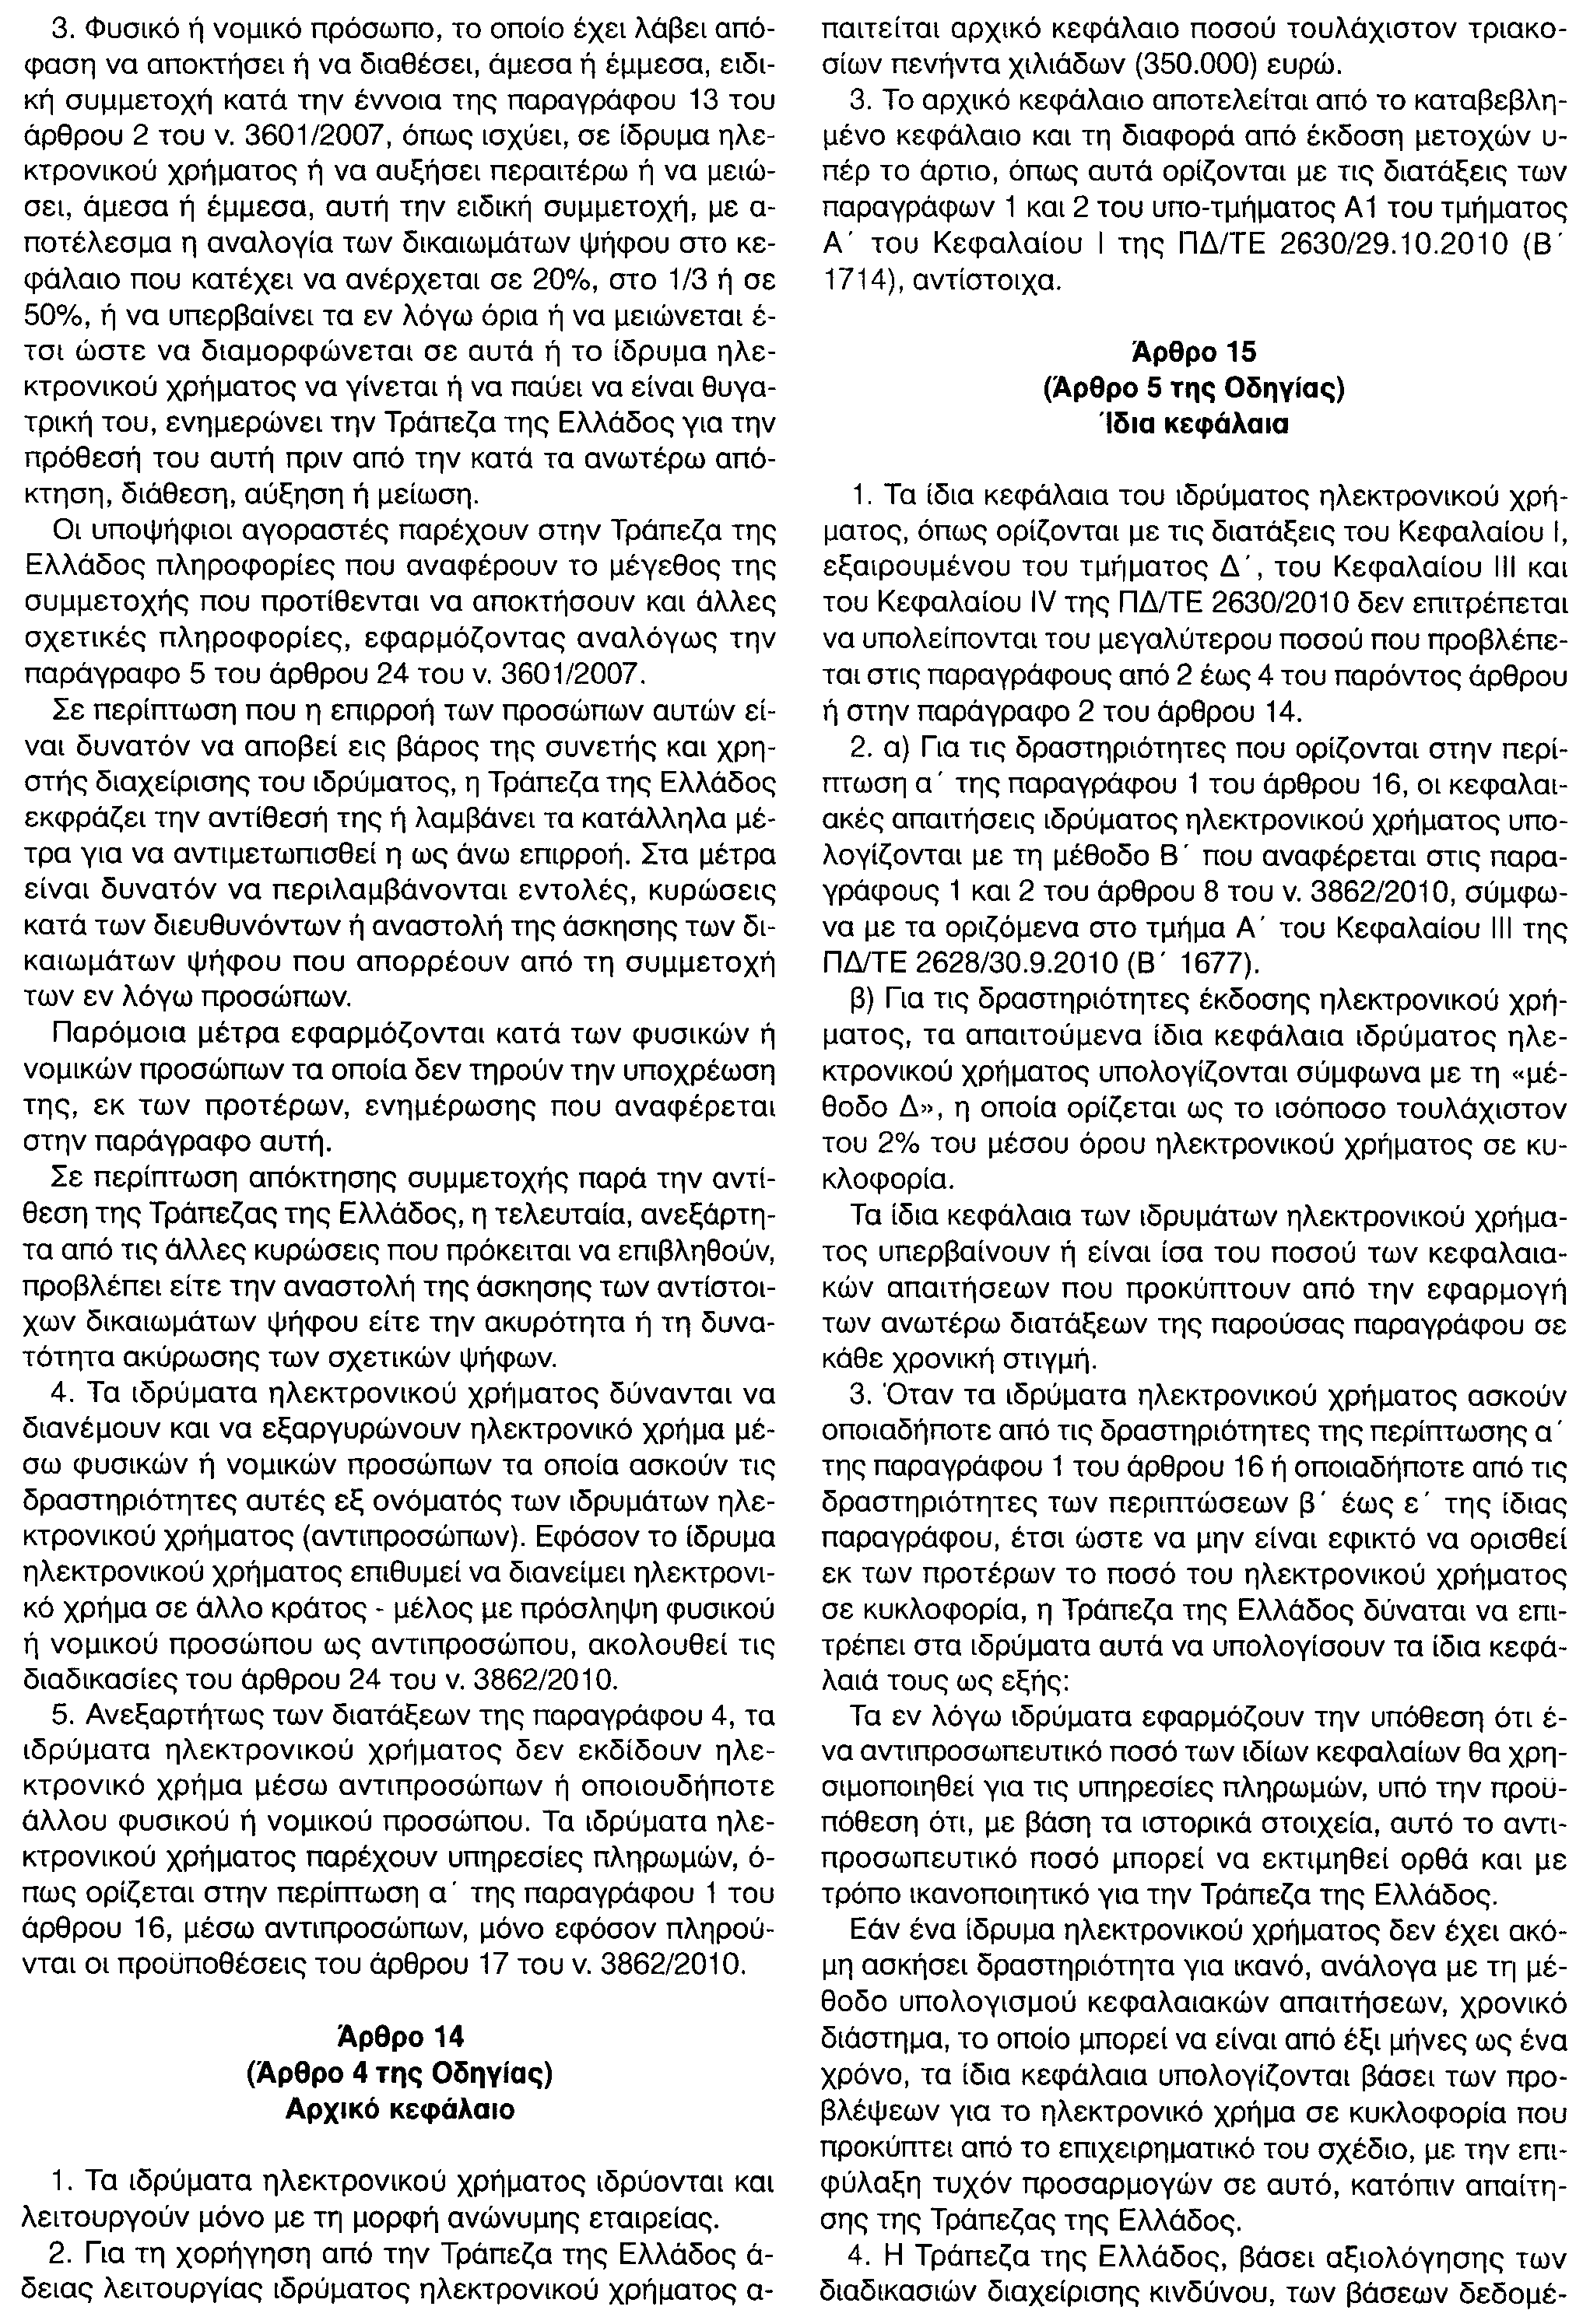 3. Φυσικό ή νομικό πρόσωπο, το οποίο έχει λάβει από-
φαση να αποκτήσει ή να διαθέσει, άμεσα ή έμμεσα, ειδι-
κή συμμετοχή κατά την έννοια της παραγράφου 13 του
άρθρου 2 του ν. 3601/2007, όπως ισχύει, σε ίδρυμα ηλε-
κτρονικού χρήματος ή να αυξήσει περαιτέρω ή να μειώ-
σει, άμεσα ή έμμεσα, αυτή την ειδική συμμετοχή, με α-
ποτέλεσμα η αναλογία των δικαιωμάτων ψήφου στο κε-
φάλαιο που κατέχει να ανέρχεται σε 20%, στο 1/3 ή σε
50%, ή να υπερβαίνει τα εν λόγω όρια ή να μειώνεται έ-
τσι ώστε να διαμορφώνεται σε αυτά ή το ίδρυμα ηλε-
κτρονικού χρήματος να γίνεται ή να παύει να είναι θυγα-
τρική του, ενημερώνει την Τράπεζα της Ελλάδος για την
πρόθεσή του αυτή πριν από την κατά τα ανωτέρω από-
κτηση, διάθεση, αύξηση ή μείωση.
Οι υποψήφιοι αγοραστές παρέχουν στην Τράπεζα της
Ελλάδος πληροφορίες που αναφέρουν το μέγεθος της
συμμετοχής που προτίθενται να αποκτήσουν και άλλες
σχετικές πληροφορίες, εφαρμόζοντας αναλόγως την
παράγραφο 5 του άρθρου 24 του ν. 3601/2007.
Σε περίπτωση που η επιρροή των προσώπων αυτών εί-
ναι δυνατόν να αποβεί εις βάρος της συνετής και χρη-
στής διαχείρισης του ιδρύματος, η Τράπεζα της Ελλάδος
εκφράζει την αντίθεσή της ή λαμβάνει τα κατάλληλα μέ-
τρα για να αντιμετωπισθεί η ως άνω επιρροή. Στα μέτρα
είναι δυνατόν να περιλαμβάνονται εντολές, κυρώσεις
κατά των διευθυνόντων ή αναστολή της άσκησης των δι-
καιωμάτων ψήφου που απορρέουν από τη συμμετοχή
των εν λόγω προσώπων.
Παρόμοια μέτρα εφαρμόζονται κατά των φυσικών ή
νομικών προσώπων τα οποία δεν τηρούν την υποχρέωση
της, εκ των προτέρων, ενημέρωσης που αναφέρεται
στην παράγραφο αυτή.
Σε περίπτωση απόκτησης συμμετοχής παρά την αντί-
θεση της Τράπεζας της Ελλάδος, η τελευταία, ανεξάρτη-
τα από τις άλλες κυρώσεις που πρόκειται να επιβληθούν,
προβλέπει είτε την αναστολή της άσκησης των αντίστοι-
χων δικαιωμάτων ψήφου είτε την ακυρότητα ή τη δυνα-
τότητα ακύρωσης των σχετικών ψήφων.
4. Τα ιδρύματα ηλεκτρονικού χρήματος δύνανται να
διανέμουν και να εξαργυρώνουν ηλεκτρονικό χρήμα μέ-
σω φυσικών ή νομικών προσώπων τα οποία ασκούν τις
δραστηριότητες αυτές εξ ονόματός των ιδρυμάτων ηλε-
κτρονικού χρήματος (αντιπροσώπων). Εφόσον το ίδρυμα
ηλεκτρονικού χρήματος επιθυμεί να διανείμει ηλεκτρονι-
κό χρήμα σε άλλο κράτος - μέλος με πρόσληψη φυσικού
ή νομικού προσώπου ως αντιπροσώπου, ακολουθεί τις
διαδικασίες του άρθρου 24 του ν. 3862/2010.
5. Ανεξαρτήτως των διατάξεων της παραγράφου 4, τα
ιδρύματα ηλεκτρονικού χρήματος δεν εκδίδουν ηλε-
κτρονικό χρήμα μέσω αντιπροσώπων ή οποιουδήποτε
άλλου φυσικού ή νομικού προσώπου. Τα ιδρύματα ηλε-
κτρονικού χρήματος παρέχουν υπηρεσίες πληρωμών, ό-
πως ορίζεται στην περίπτωση α΄ της παραγράφου 1 του
άρθρου 16, μέσω αντιπροσώπων, μόνο εφόσον πληρού-
νται οι προϋποθέσεις του άρθρου 17 του ν. 3862/2010.
Άρθρο 14
(Άρθρο 4 της Οδηγίας)
Αρχικό κεφάλαιο
1. Τα ιδρύματα ηλεκτρονικού χρήματος ιδρύονται και
λειτουργούν μόνο με τη μορφή ανώνυμης εταιρείας.
2. Για τη χορήγηση από την Τράπεζα της Ελλάδος ά-
δειας λειτουργίας ιδρύματος ηλεκτρονικού χρήματος α-
παιτείται αρχικό κεφάλαιο ποσού τουλάχιστον τριακο-
σίων πενήντα χιλιάδων (350.000) ευρώ.
3. Το αρχικό κεφάλαιο αποτελείται από το καταβεβλη-
μένο κεφάλαιο και τη διαφορά από έκδοση μετοχών υ-
πέρ το άρτιο, όπως αυτά ορίζονται με τις διατάξεις των
παραγράφων 1 και 2 του υπο-τμήματος Α1 του τμήματος
Α΄ του Κεφαλαίου Ι της ΠΔ/ΤΕ 2630/29.10.2010 (Β΄
1714), αντίστοιχα.
Άρθρο 15
(Άρθρο 5 της Οδηγίας)
Ίδια κεφάλαια
1. Τα ίδια κεφάλαια του ιδρύματος ηλεκτρονικού χρή-
ματος, όπως ορίζονται με τις διατάξεις του Κεφαλαίου Ι,
εξαιρουμένου του τμήματος Δ΄, του Κεφαλαίου ΙΙΙ και
του Κεφαλαίου IV της ΠΔ/ΤΕ 2630/2010 δεν επιτρέπεται
να υπολείπονται του μεγαλύτερου ποσού που προβλέπε-
ται στις παραγράφους από 2 έως 4 του παρόντος άρθρου
ή στην παράγραφο 2 του άρθρου 14.
2. α) Για τις δραστηριότητες που ορίζονται στην περί-
πτωση α΄ της παραγράφου 1 του άρθρου 16, οι κεφαλαι-
ακές απαιτήσεις ιδρύματος ηλεκτρονικού χρήματος υπο-
λογίζονται με τη μέθοδο Β΄ που αναφέρεται στις παρα-
γράφους 1 και 2 του άρθρου 8 του ν. 3862/2010, σύμφω-
να με τα οριζόμενα στο τμήμα Α΄ του Κεφαλαίου ΙΙΙ της
ΠΔ/ΤΕ 2628/30.9.2010 (Β΄ 1677).
β) Για τις δραστηριότητες έκδοσης ηλεκτρονικού χρή-
ματος, τα απαιτούμενα ίδια κεφάλαια ιδρύματος ηλε-
κτρονικού χρήματος υπολογίζονται σύμφωνα με τη «μέ-
θοδο Δ», η οποία ορίζεται ως το ισόποσο τουλάχιστον
του 2% του μέσου όρου ηλεκτρονικού χρήματος σε κυ-
κλοφορία.
Τα ίδια κεφάλαια των ιδρυμάτων ηλεκτρονικού χρήμα-
τος υπερβαίνουν ή είναι ίσα του ποσού των κεφαλαια-
κών απαιτήσεων που προκύπτουν από την εφαρμογή
των ανωτέρω διατάξεων της παρούσας παραγράφου σε
κάθε χρονική στιγμή.
3. Όταν τα ιδρύματα ηλεκτρονικού χρήματος ασκούν
οποιαδήποτε από τις δραστηριότητες της περίπτωσης α΄
της παραγράφου 1 του άρθρου 16 ή οποιαδήποτε από τις
δραστηριότητες των περιπτώσεων β΄ έως ε΄ της ίδιας
παραγράφου, έτσι ώστε να μην είναι εφικτό να ορισθεί
εκ των προτέρων το ποσό του ηλεκτρονικού χρήματος
σε κυκλοφορία, η Τράπεζα της Ελλάδος δύναται να επι-
τρέπει στα ιδρύματα αυτά να υπολογίσουν τα ίδια κεφά-
λαιά τους ως εξής:
Τα εν λόγω ιδρύματα εφαρμόζουν την υπόθεση ότι έ-
να αντιπροσωπευτικό ποσό των ιδίων κεφαλαίων θα χρη-
σιμοποιηθεί για τις υπηρεσίες πληρωμών, υπό την προϋ-
πόθεση ότι, με βάση τα ιστορικά στοιχεία, αυτό το αντι-
προσωπευτικό ποσό μπορεί να εκτιμηθεί ορθά και με
τρόπο ικανοποιητικό για την Τράπεζα της Ελλάδος.
Εάν ένα ίδρυμα ηλεκτρονικού χρήματος δεν έχει ακό-
μη ασκήσει δραστηριότητα για ικανό, ανάλογα με τη μέ-
θοδο υπολογισμού κεφαλαιακών απαιτήσεων, χρονικό
διάστημα, το οποίο μπορεί να είναι από έξι μήνες ως ένα
χρόνο, τα ίδια κεφάλαια υπολογίζονται βάσει των προ-
βλέψεων για το ηλεκτρονικό χρήμα σε κυκλοφορία που
προκύπτει από το επιχειρηματικό του σχέδιο, με την επι-
φύλαξη τυχόν προσαρμογών σε αυτό, κατόπιν απαίτη-
σης της Τράπεζας της Ελλάδος.
4. Η Τράπεζα της Ελλάδος, βάσει αξιολόγησης των
διαδικασιών διαχείρισης κινδύνου, των βάσεων δεδομέ-